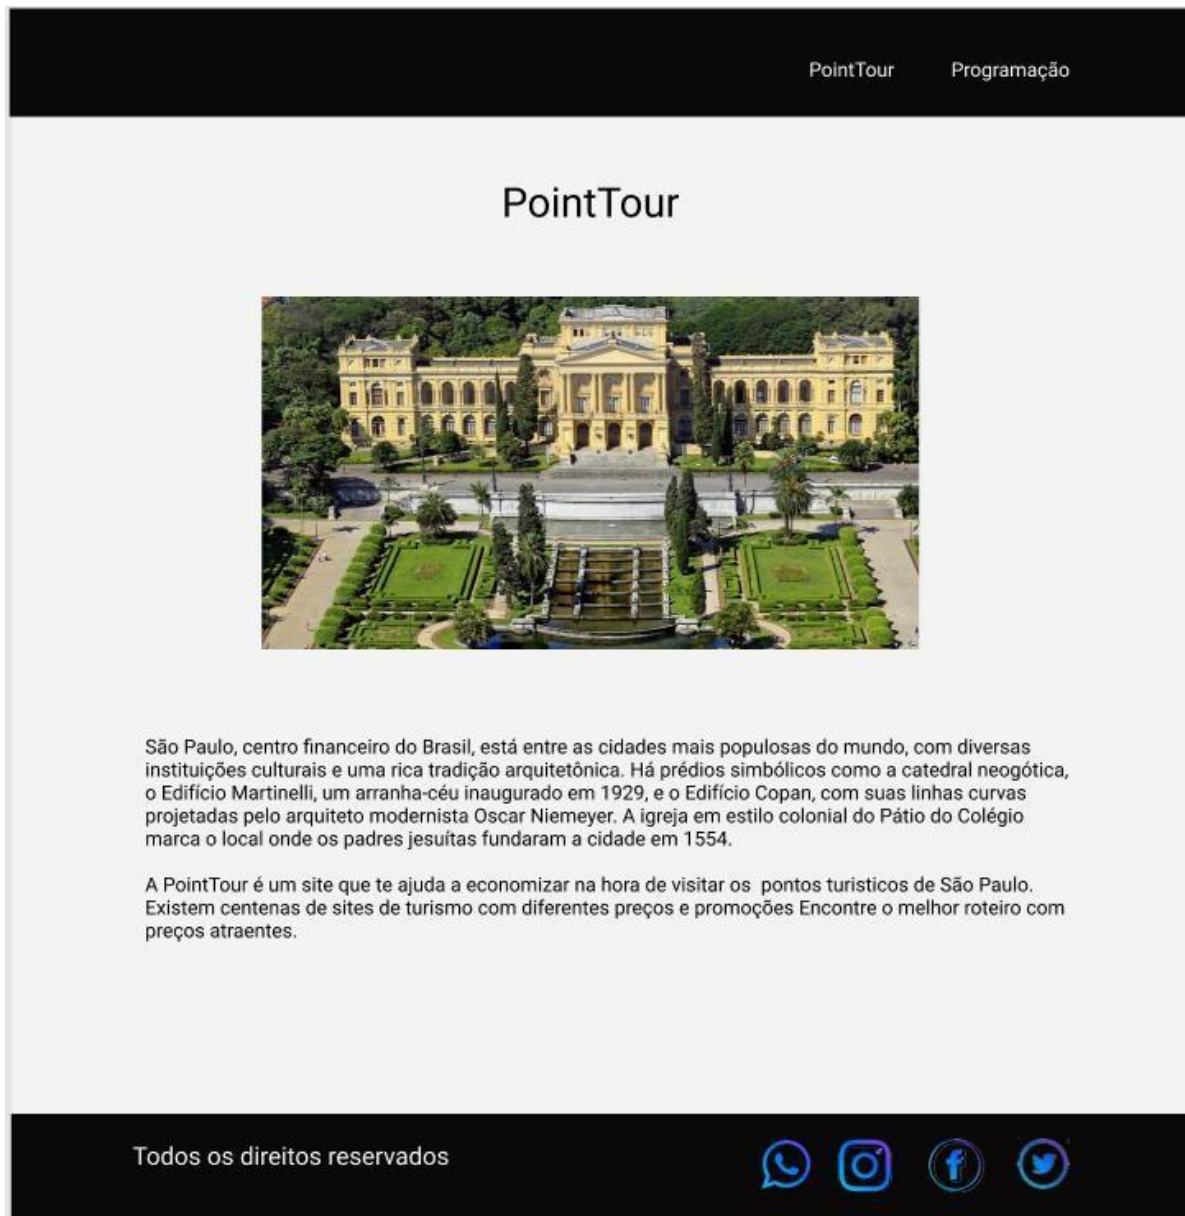 PointTour Programação
PointTour
São Paulo, centro financeiro do Brasil, está entre as cidades mais populosas do mundo, com diversas
instituições culturais e uma rica tradição arquitetônica. Há prédios simbólicos como a catedral neogótica,
o Edifício Martinelli, um arranha-céu inaugurado em 1929, e o Edifício Copan, com suas linhas curvas
projetadas pelo arquiteto modernista Oscar Niemeyer. A igreja em estilo colonial do Pátio do Colégio
marca o local onde os padres jesuítas fundaram a cidade em 1554.
A PointTour é um site que te ajuda a economizar na hora de visitar os  pontos turisticos de São Paulo.
Existem centenas de sites de turismo com diferentes preços e promoções Encontre o melhor roteiro com
preços atraentes.
Todos os direitos reservados